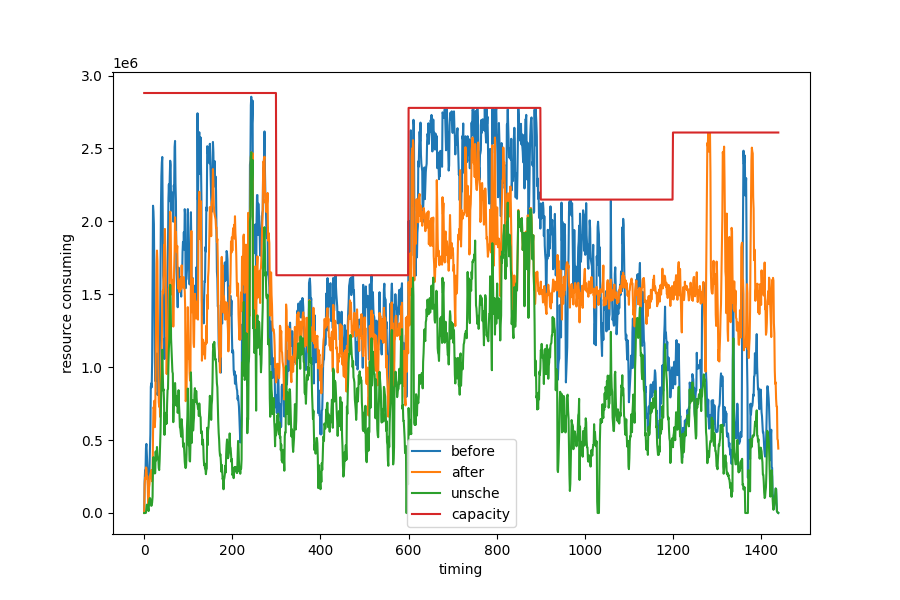 1e6
3.0
2.5
2.0
1.5
1.0
0.5
0.0
resource consuming
before
after
unsche
capacity
0 200 400 600 800 1000 1200 1400
timing